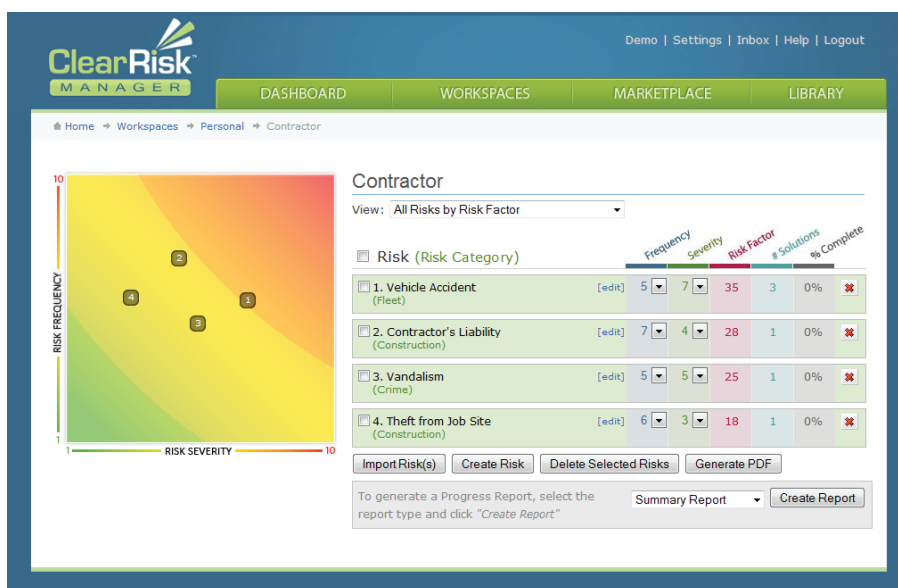 Demo | Settings | Inbox | Help | Logout
ClearRisk™
MANAGER
DASHBOARD WORKSPACES MARKETPLACE LIBRARY
Home → Workspaces → Personal → Contractor
Contractor
View: All Risks by Risk Factor
Risk (Risk Category) Frequency Severity Risk Factor # Solutions % Complete
1. Vehicle Accident [edit] 5 7 35 3 0%
(Fleet)
2. Contractor's Liability [edit] 7 4 28 1 0%
(Construction)
3. Vandalism [edit] 5 5 25 1 0%
(Crime)
4. Theft from Job Site [edit] 6 3 18 1 0%
(Construction)
Import Risk(s) Create Risk Delete Selected Risks Generate PDF
To generate a Progress Report, select the
report type and click "Create Report"
Summary Report Create Report
10
RISK FREQUENCY
1
2
4
1
3
1 RISK SEVERITY 10